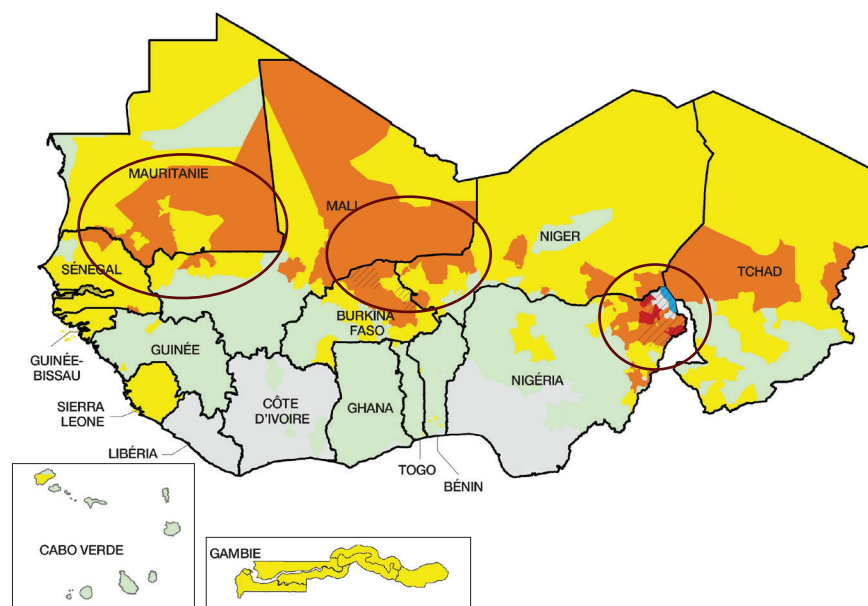 MAURITANIE
MALI
NIGER
TCHAD
SÉNÉGAL
BURKINA
FASO
GUINÉE-
BISSAU
GUINÉE
NIGÉRIA
SIERRA
LEONE
CÔTE
D'IVOIRE
GHANA
LIBÉRIA
TOGO
BÉNIN
CABO VERDE
GAMBIE